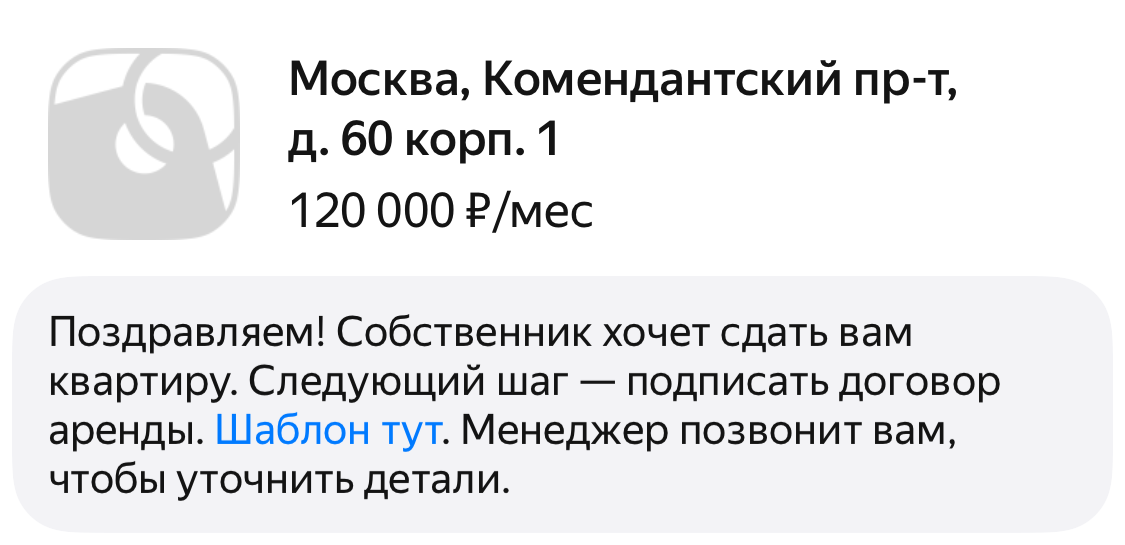 Москва, Комендантский пр-т,
д. 60 корп. 1
120 000 ₽/мес
Поздравляем! Собственник хочет сдать вам
квартиру. Следующий шаг — подписать договор
аренды. Шаблон тут. Менеджер позвонит вам,
чтобы уточнить детали.